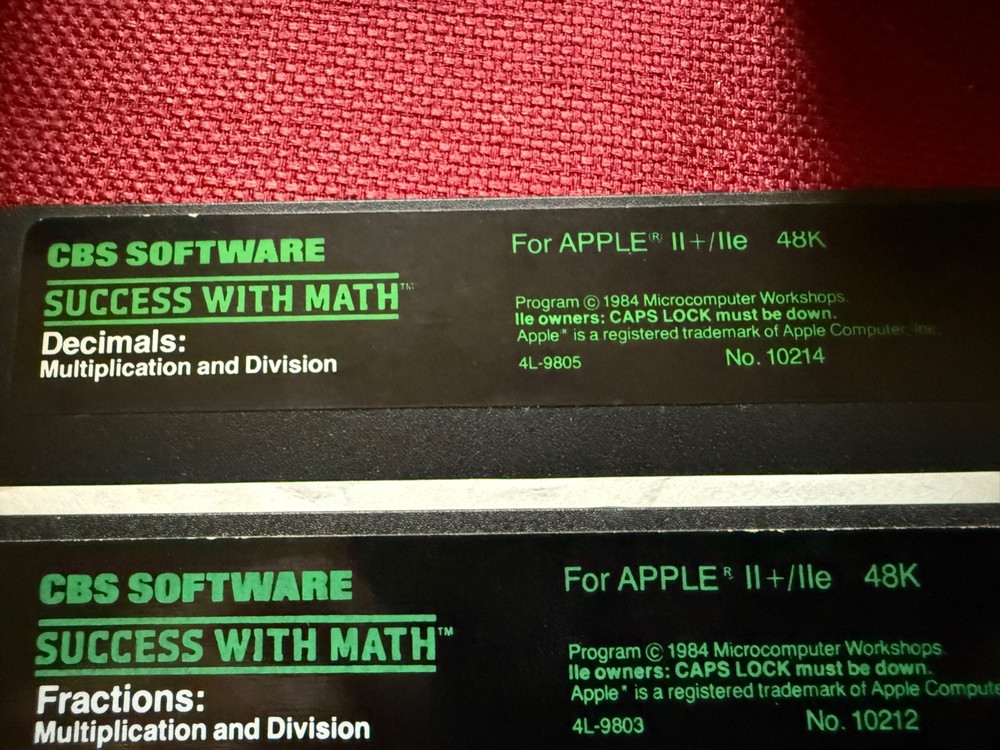 CBS SOFTWARE
SUCCESS WITH MATH™
Decimals:
Multiplication and Division
For APPLE® II+/IIe 48K
Program © 1984 Microcomputer Workshops.
IIe owners: CAPS LOCK must be down.
Apple® is a registered trademark of Apple Computer Inc.
4L-9805 No. 10214
CBS SOFTWARE
SUCCESS WITH MATH™
Fractions:
Multiplication and Division
For APPLE® II+/IIe 48K
Program © 1984 Microcomputer Workshops.
IIe owners: CAPS LOCK must be down.
Apple® is a registered trademark of Apple
4L-9803 No. 10212